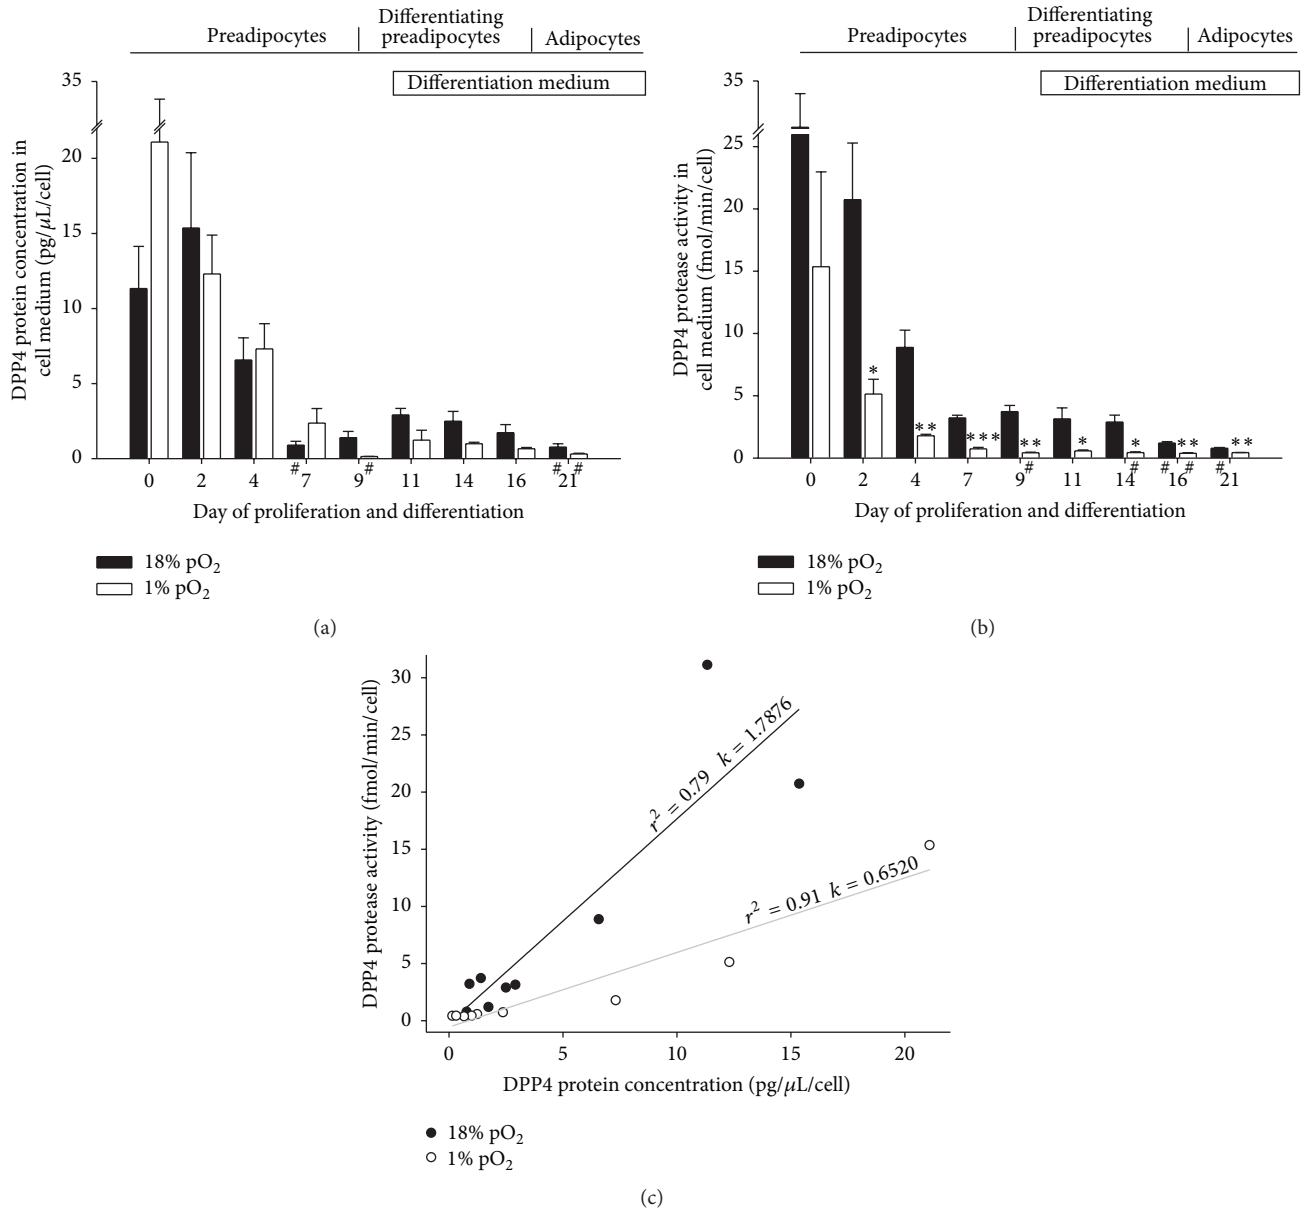 Preadipocytes
Differentiating
preadipocytes
Adipocytes
Differentiation medium
DPP4 protein concentration in
cell medium (pg/μL/cell)
35
20
15
10
5
0
# # # #
0 2 4 7 9 11 14 16 21
Day of proliferation and differentiation
18% pO₂
1% pO₂
(a)
Preadipocytes
Differentiating
preadipocytes
Adipocytes
Differentiation medium
DPP4 protease activity in
cell medium (fmol/min/cell)
35
25
20
15
10
5
0
* ** *** ** * * ** **
# # # # #
0 2 4 7 9 11 14 16 21
Day of proliferation and differentiation
18% pO₂
1% pO₂
(b)
DPP4 protease activity (fmol/min/cell)
30
25
20
15
10
5
0
r² = 0.79 k = 1.7876
r² = 0.91 k = 0.6520
0 5 10 15 20
DPP4 protein concentration (pg/μL/cell)
18% pO₂
1% pO₂
(c)